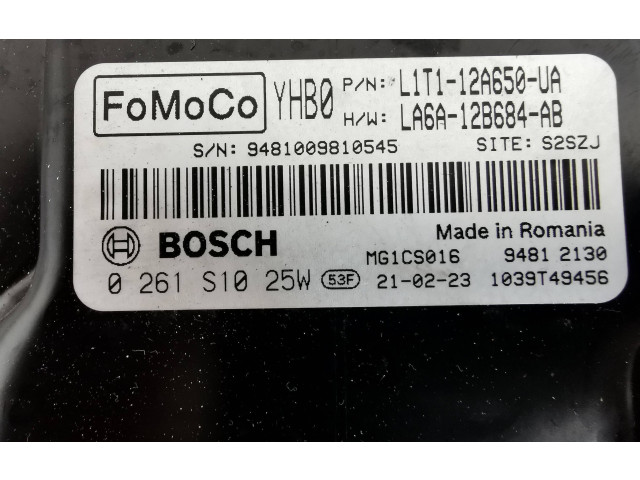 FoMoCo YHB0 P/N: L1T1-12A650-UA
H/W: LA6A-12B684-AB
S/N: 9481009810545 SITE: S2SZJ
Made in Romania
BOSCH MG1CS016 9481 2130
0 261 S10 25W 53F 21-02-23 1039T49456